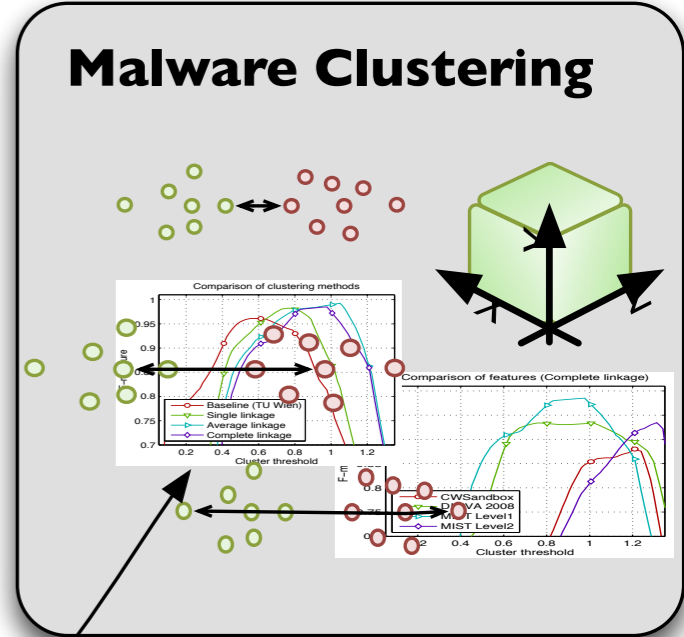 Malware Clustering
Comparison of clustering methods
1
0.95
0.9
0.85
0.8
0.75
0.7
Baseline (TU Wien)
Single linkage
Average linkage
Complete linkage
0.2 0.4 0.6 0.8 1 1.2
Cluster threshold
Comparison of features (Complete linkage)
0.8
CWSandbox
2008
MIST Level1
MIST Level2
0.2 0.4 0.6 0.8 1 1.2
Cluster threshold